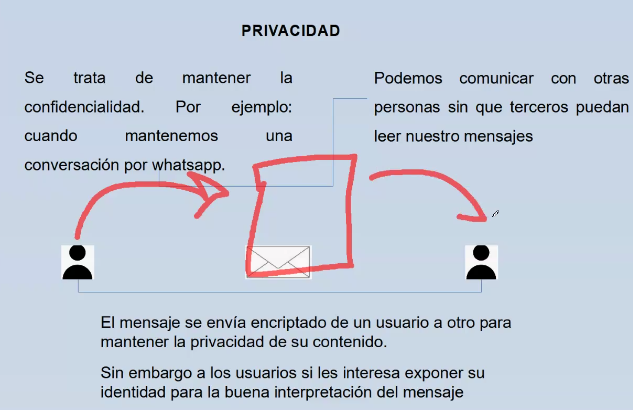 PRIVACIDAD
Se trata de mantener la
confidencialidad. Por ejemplo:
cuando mantenemos una
conversación por whatsapp.
Podemos comunicar con otras
personas sin que terceros puedan
leer nuestro mensajes
El mensaje se envía encriptado de un usuario a otro para
mantener la privacidad de su contenido.
Sin embargo a los usuarios si les interesa exponer su
identidad para la buena interpretación del mensaje